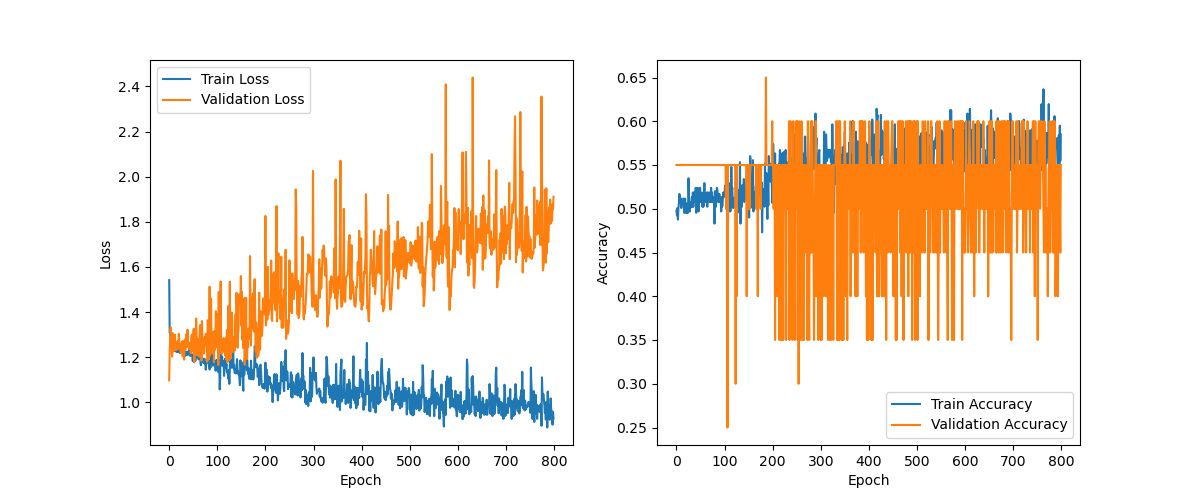 Train Loss
Validation Loss
Loss
2.4
2.2
2.0
1.8
1.6
1.4
1.2
1.0
0 100 200 300 400 500 600 700 800
Epoch
Accuracy
0.65
0.60
0.55
0.50
0.45
0.40
0.35
0.30
0.25
Train Accuracy
Validation Accuracy
0 100 200 300 400 500 600 700 800
Epoch